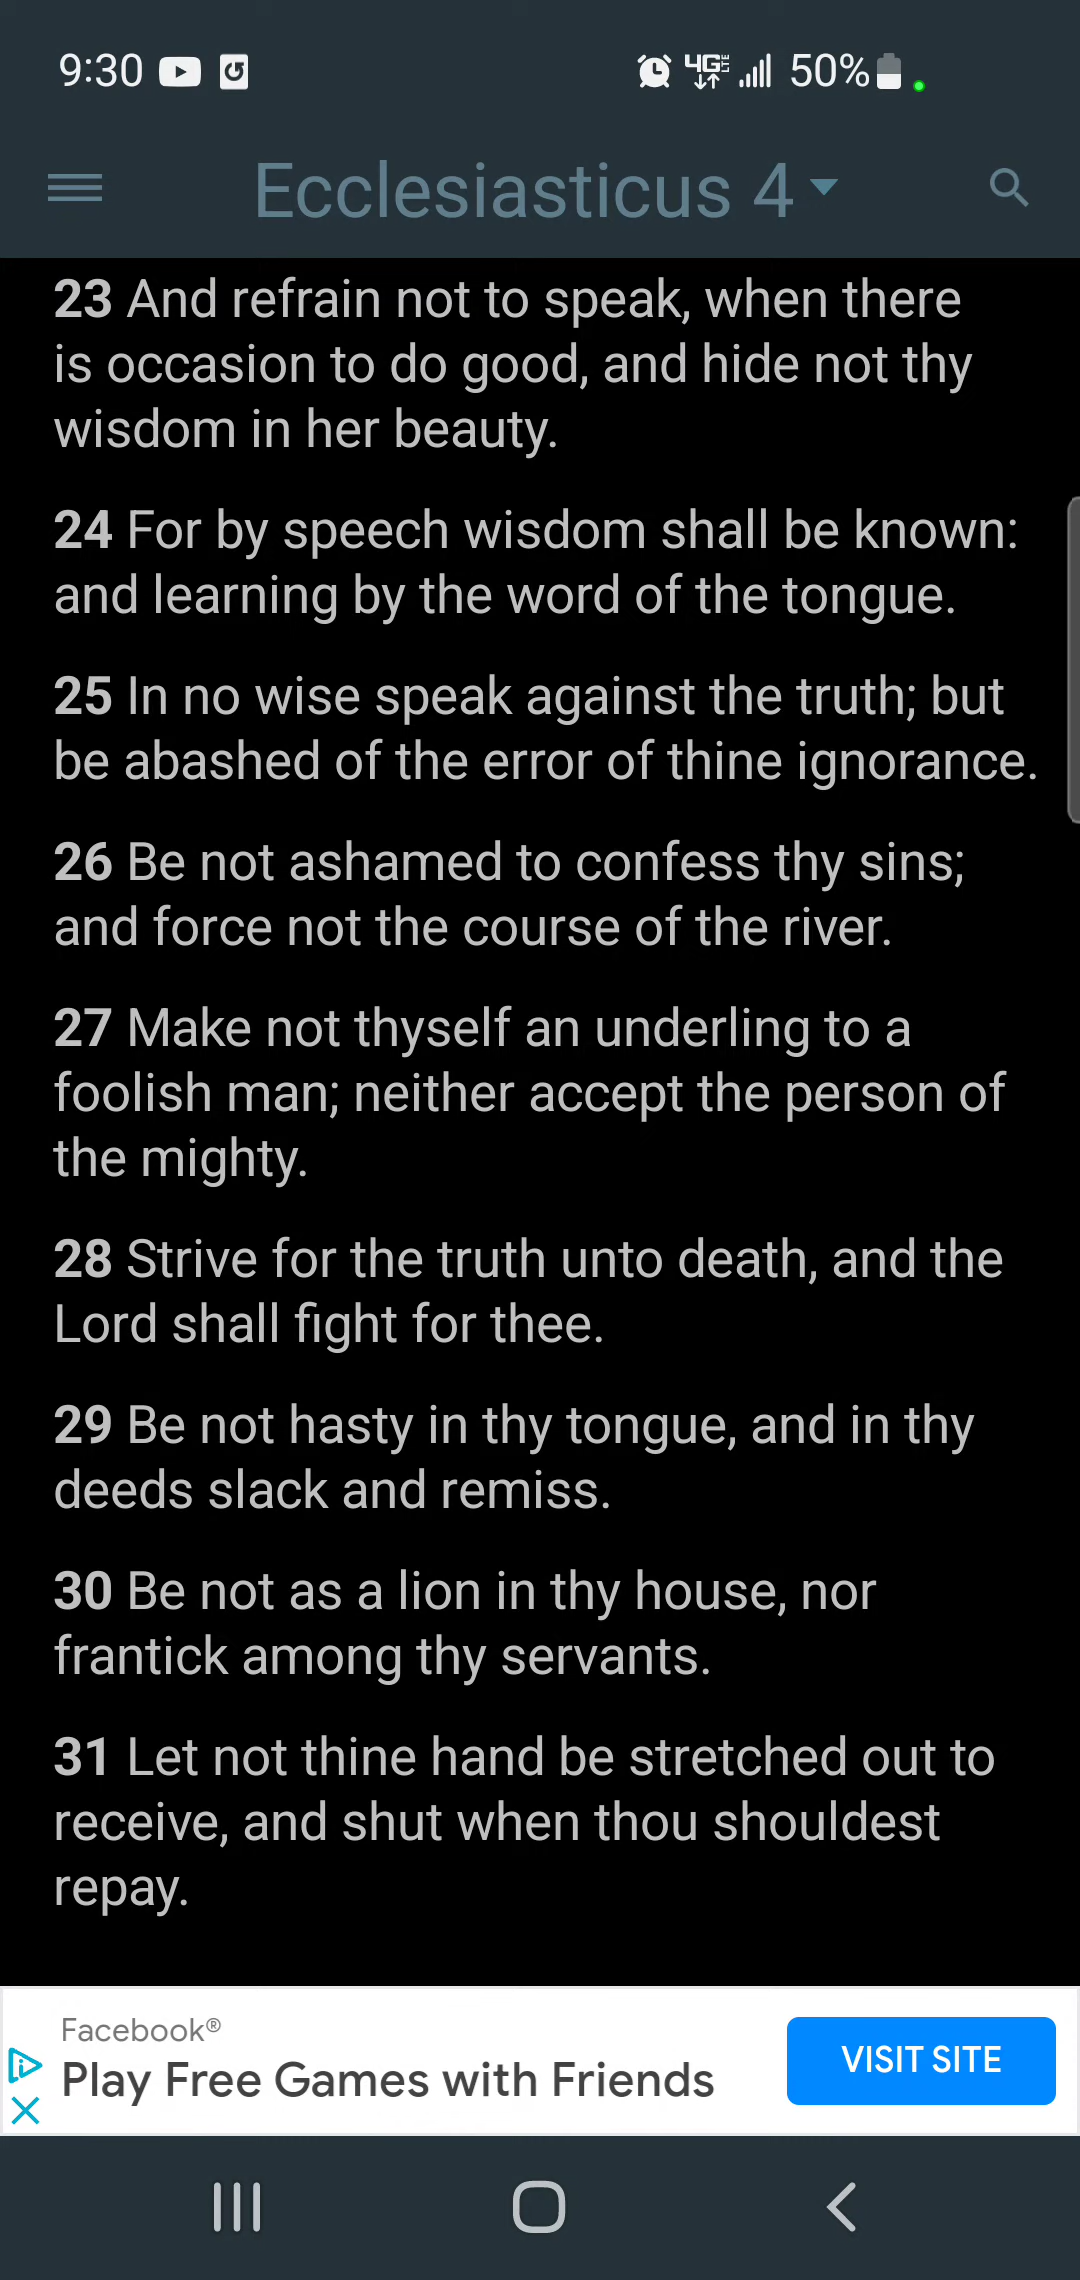 9:30
4G LTE 50%
Ecclesiasticus 4
23 And refrain not to speak, when there
is occasion to do good, and hide not thy
wisdom in her beauty.
24 For by speech wisdom shall be known:
and learning by the word of the tongue.
25 In no wise speak against the truth; but
be abashed of the error of thine ignorance.
26 Be not ashamed to confess thy sins;
and force not the course of the river.
27 Make not thyself an underling to a
foolish man; neither accept the person of
the mighty.
28 Strive for the truth unto death, and the
Lord shall fight for thee.
29 Be not hasty in thy tongue, and in thy
deeds slack and remiss.
30 Be not as a lion in thy house, nor
frantick among thy servants.
31 Let not thine hand be stretched out to
receive, and shut when thou shouldest
repay.
Facebook®
Play Free Games with Friends
VISIT SITE